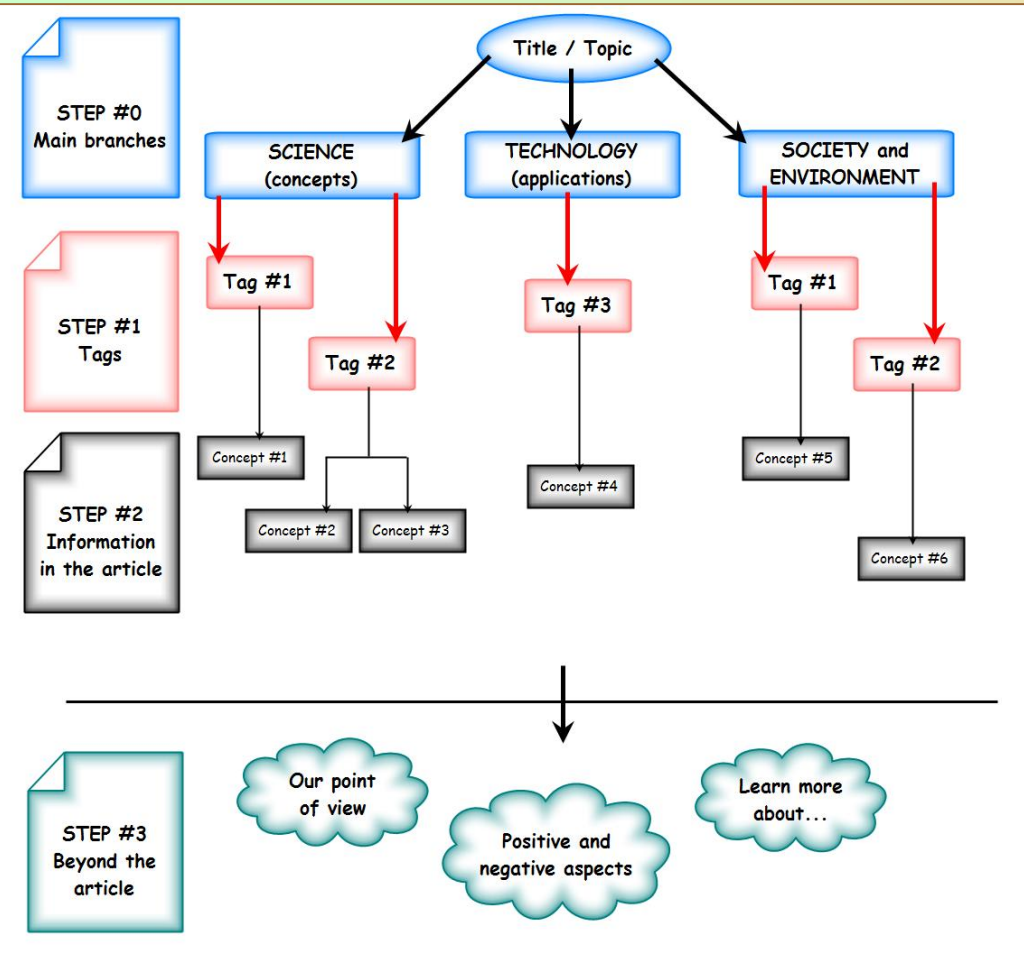 Title / Topic
STEP #0
Main branches
SCIENCE
(concepts)
TECHNOLOGY
(applications)
SOCIETY and
ENVIRONMENT
STEP #1
Tags
Tag #1
Tag #2
Tag #3
Tag #1
Tag #2
STEP #2
Information
in the article
Concept #1
Concept #2
Concept #3
Concept #4
Concept #5
Concept #6
STEP #3
Beyond the
article
Our point
of view
Positive and
negative aspects
Learn more
about...